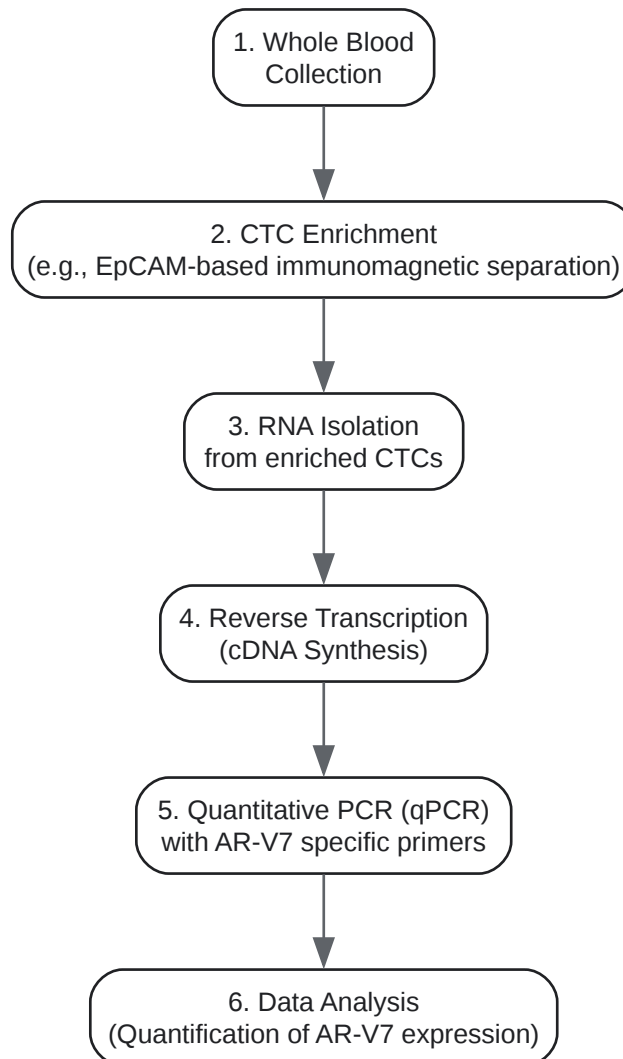 1. Whole Blood
Collection
2. CTC Enrichment
(e.g., EpCAM-based immunomagnetic separation)
3. RNA Isolation
from enriched CTCs
4. Reverse Transcription
(cDNA Synthesis)
5. Quantitative PCR (qPCR)
with AR-V7 specific primers
6. Data Analysis
(Quantification of AR-V7 expression)